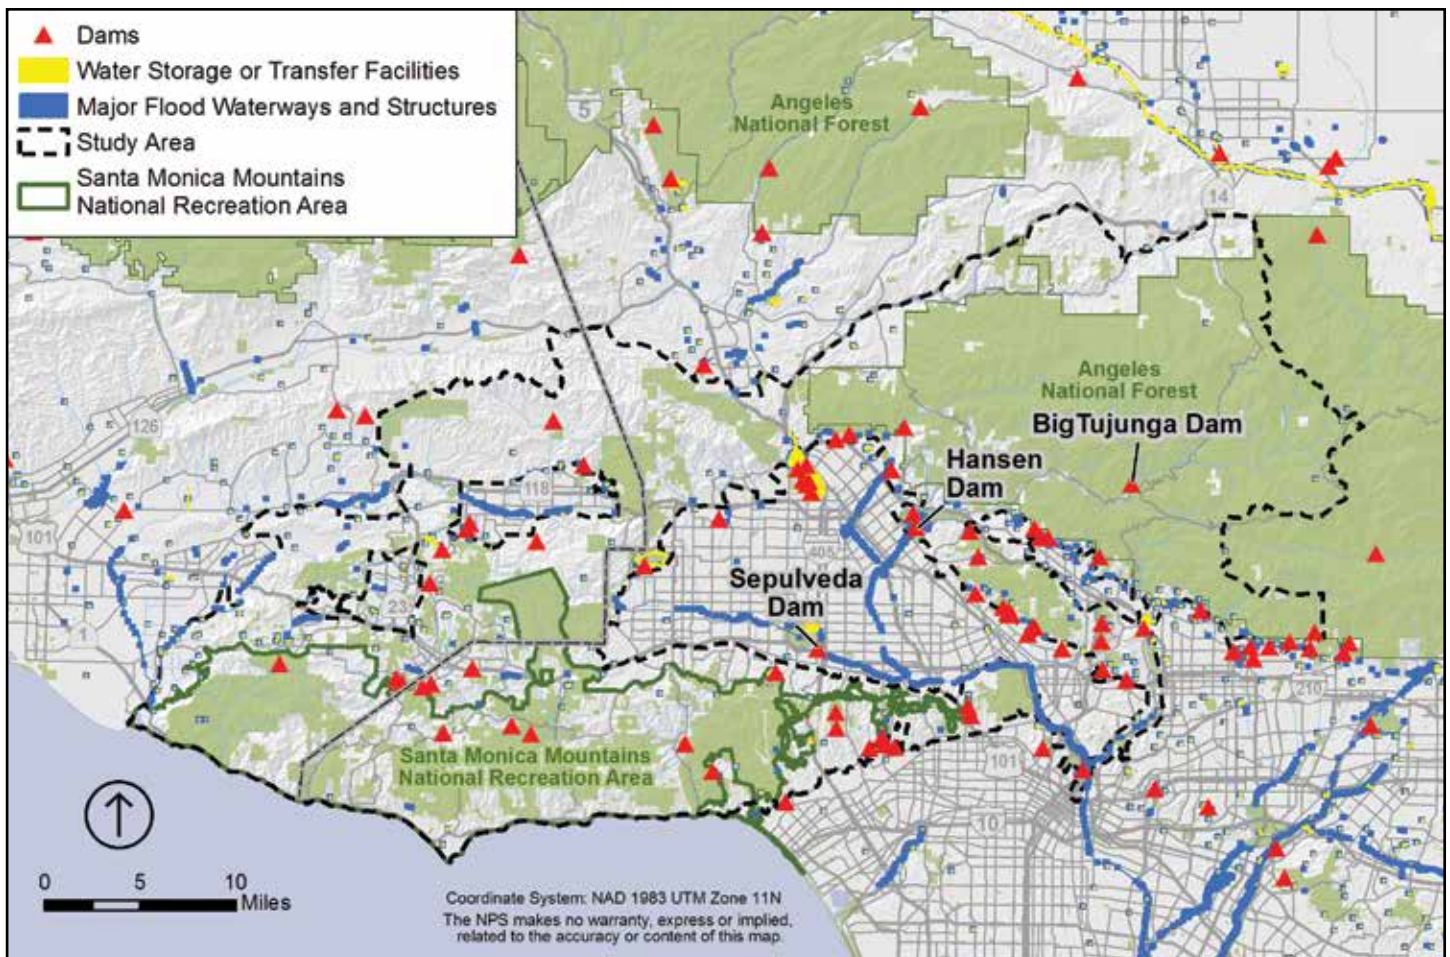 Dams
Water Storage or Transfer Facilities
Major Flood Waterways and Structures
Study Area
Santa Monica Mountains
National Recreation Area
5
Angeles
National Forest
14
Angeles
National Forest
BigTujunga Dam
126
Hansen
Dam
118
101
405
Sepulveda
Dam
23
1
210
Santa Monica Mountains
National Recreation Area
101
10
0 5 10
Miles
Coordinate System: NAD 1983 UTM Zone 11N
The NPS makes no warranty, express or implied,
related to the accuracy or content of this map.